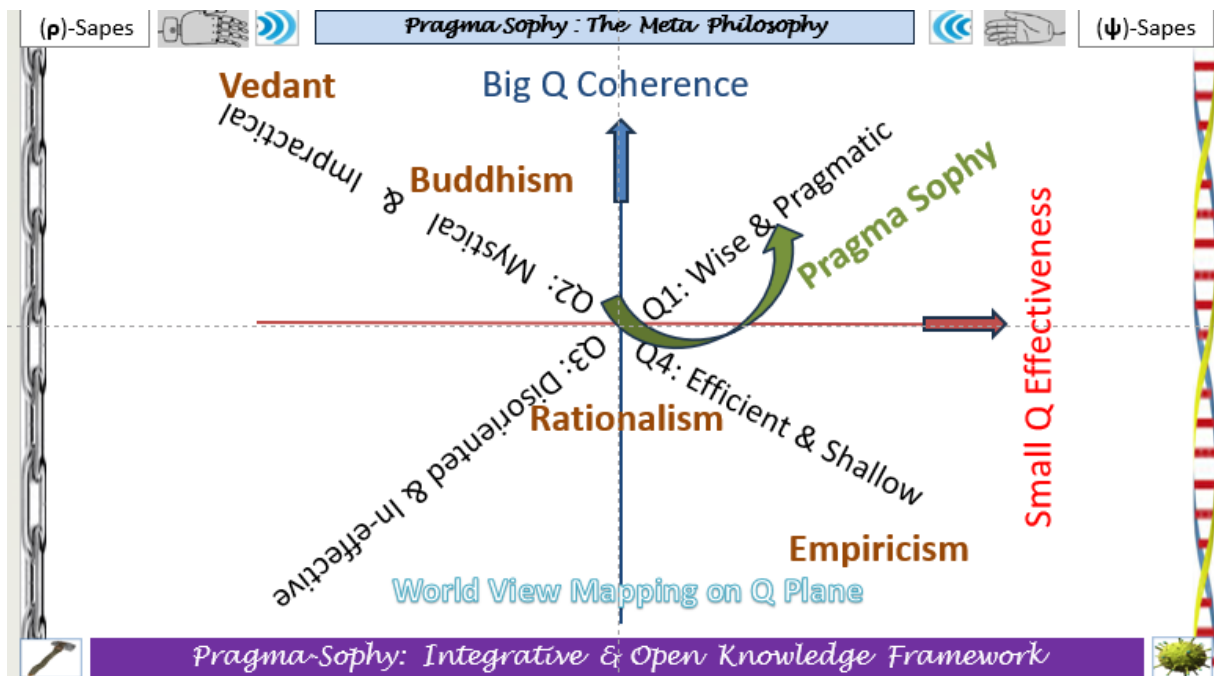 (ρ)-Sapes
Pragma Sophy : The Meta Philosophy
(ψ)-Sapes
Vedant
Big Q Coherence
Q2: Mystical & Impractical
Buddhism
Q1: Wise & Pragmatic
Pragma Sophy
Small Q Effectiveness
Q3: Disoriented & In-effective
Q4: Efficient & Shallow
Rationalism
Empiricism
World View Mapping on Q Plane
Pragma-Sophy: Integrative & Open Knowledge Framework